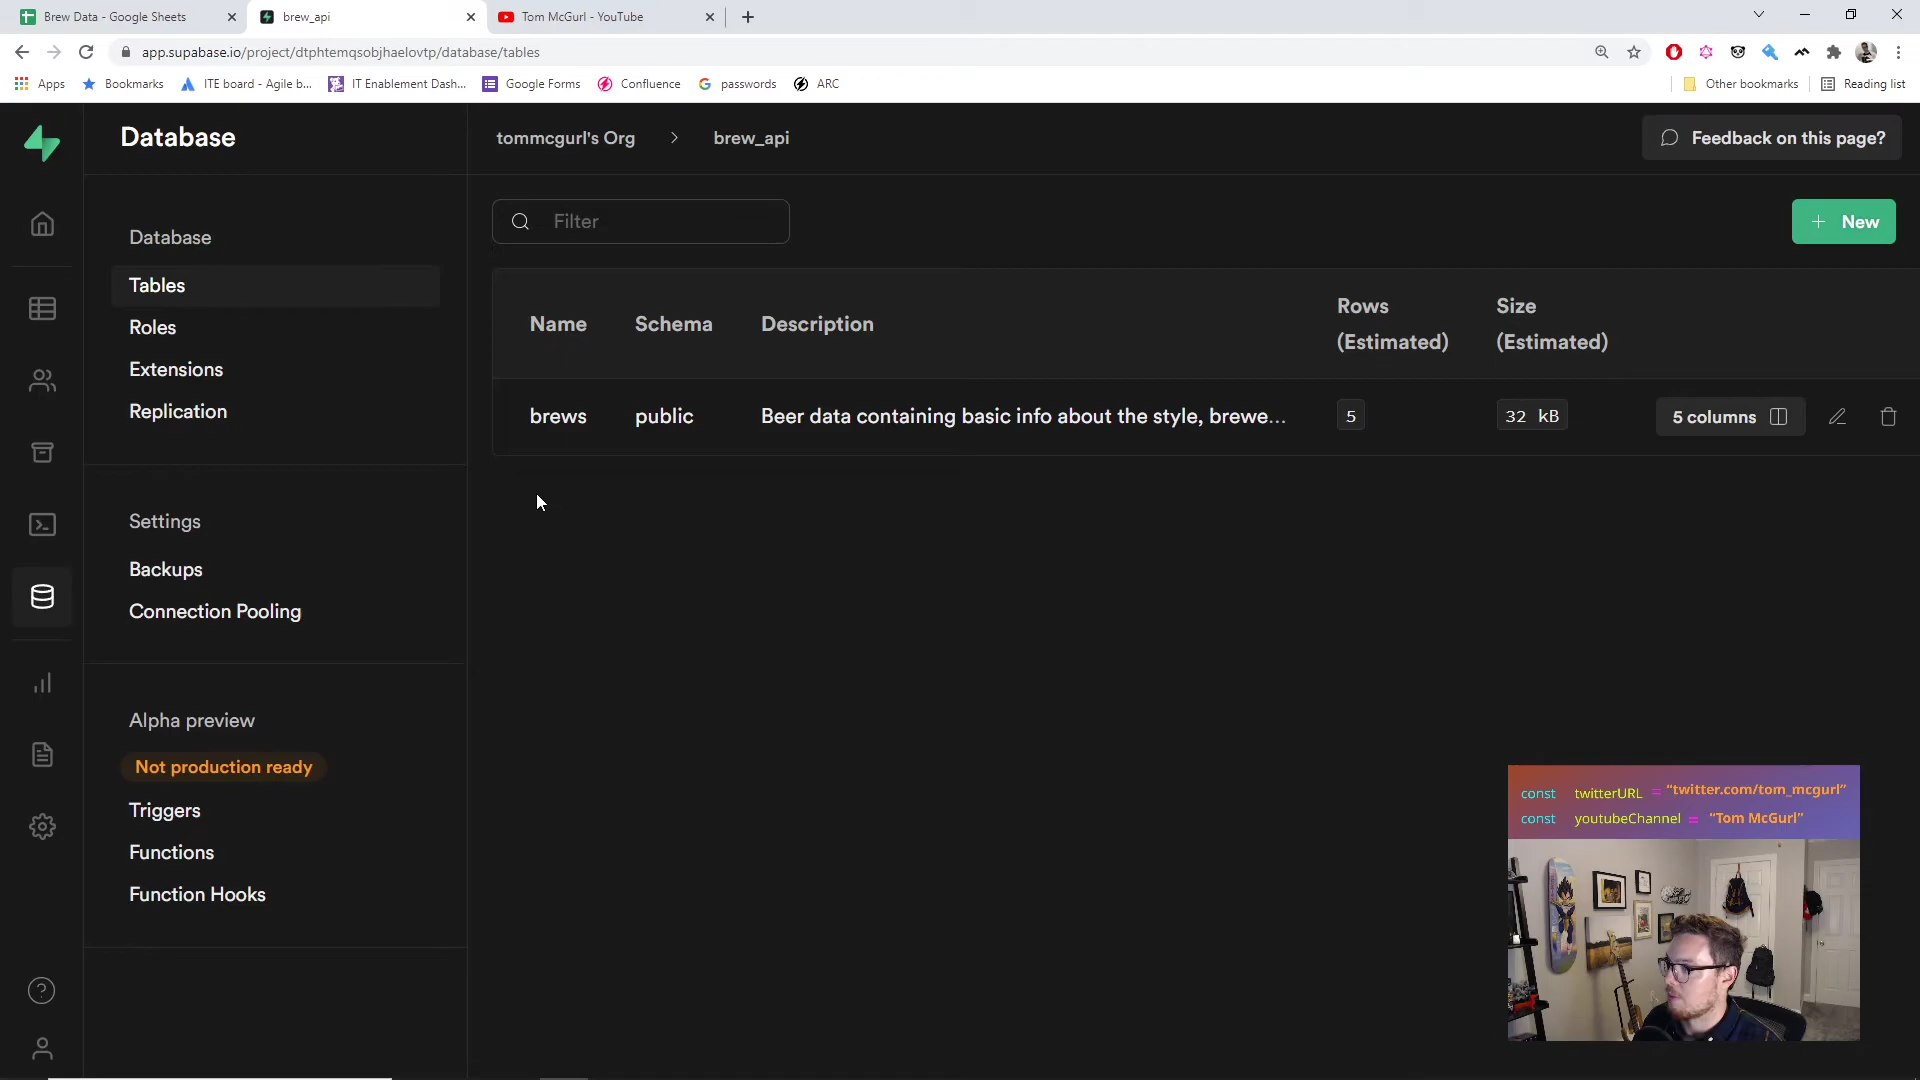 Brew Data - Google Sheets
brew_api
Tom McGurl - YouTube
app.supabase.io/project/dtphtemqsobjhaelovtp/database/tables
Apps
Bookmarks
ITE board - Agile b...
IT Enablement Dash...
Google Forms
Confluence
passwords
ARC
Other bookmarks
Reading list
Database
tommcgurl's Org
brew_api
Feedback on this page?
Database
Tables
Roles
Extensions
Replication
Settings
Backups
Connection Pooling
Alpha preview
Not production ready
Triggers
Functions
Function Hooks
Filter
+ New
Name
Schema
Description
Rows
(Estimated)
Size
(Estimated)
brews
public
Beer data containing basic info about the style, brewe...
5
32 kB
5 columns
const twitterURL = “twitter.com/tom_mcgurl”
const youtubeChannel = “Tom McGurl”